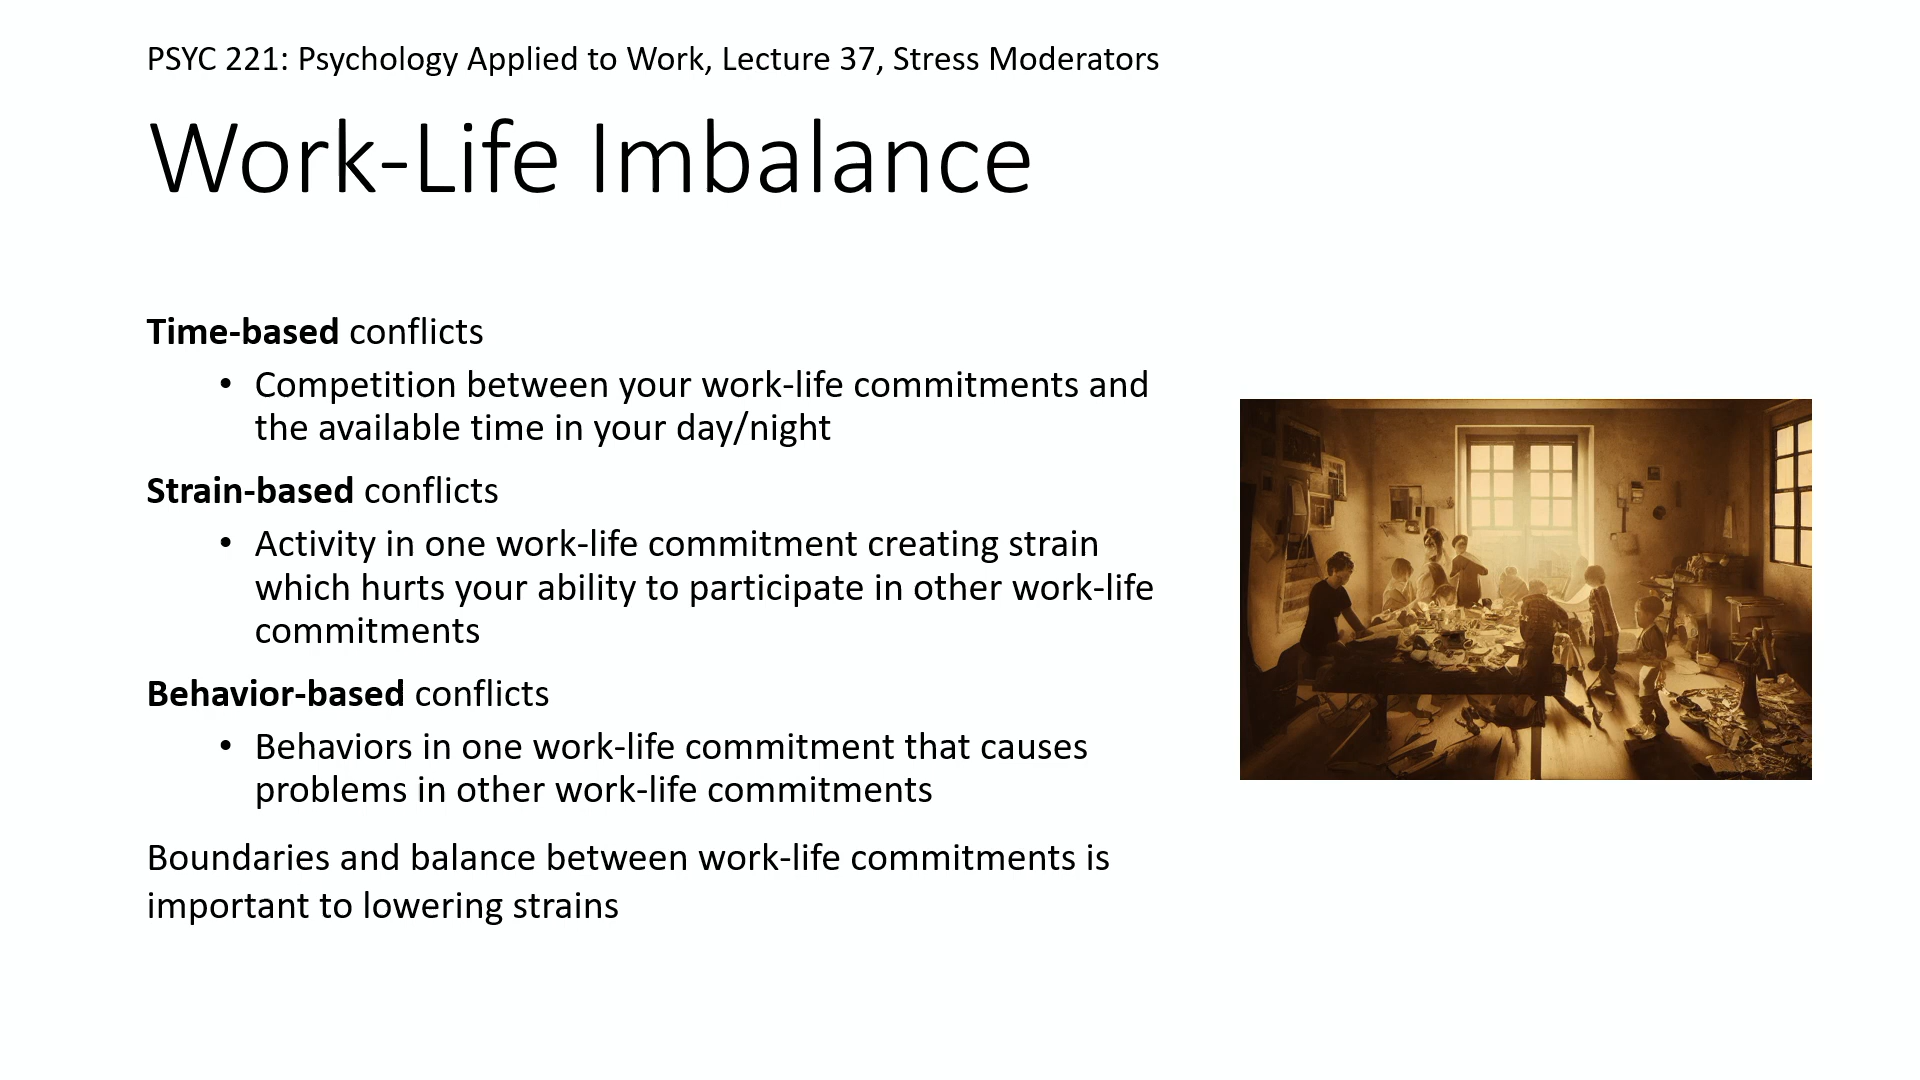 PSYC 221: Psychology Applied to Work, Lecture 37, Stress Moderators
Work-Life Imbalance
Time-based conflicts
• Competition between your work-life commitments and
the available time in your day/night
Strain-based conflicts
• Activity in one work-life commitment creating strain
which hurts your ability to participate in other work-life
commitments
Behavior-based conflicts
• Behaviors in one work-life commitment that causes
problems in other work-life commitments
Boundaries and balance between work-life commitments is
important to lowering strains